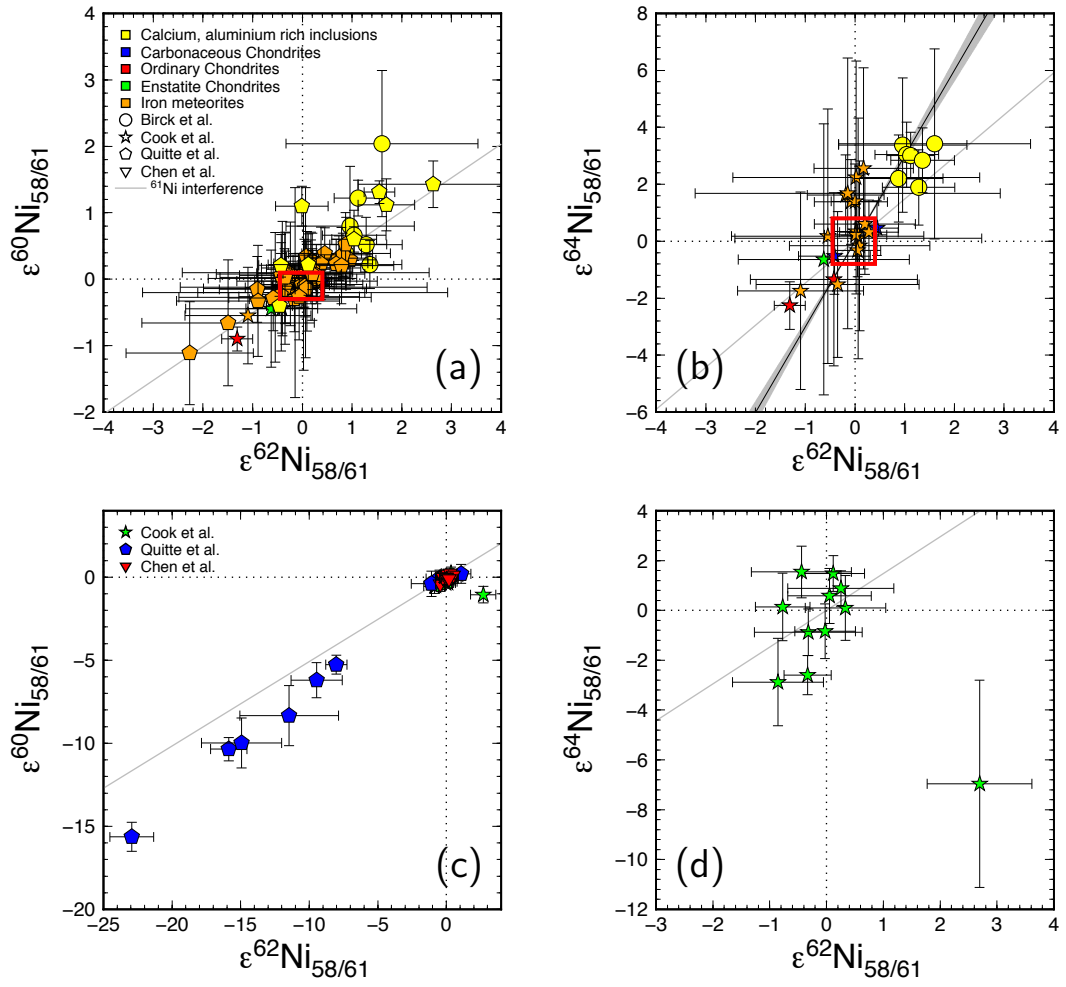 4
3
2
1
0
−1
−2
ε⁶⁰Ni₅₈/₆₁
Calcium, aluminium rich inclusions
Carbonaceous Chondrites
Ordinary Chondrites
Enstatite Chondrites
Iron meteorites
Birck et al.
Cook et al.
Quitte et al.
Chen et al.
⁶¹Ni interference
(a)
−4 −3 −2 −1 0 1 2 3 4
ε⁶²Ni₅₈/₆₁
8
6
4
2
0
−2
−4
−6
ε⁶⁴Ni₅₈/₆₁
(b)
−4 −3 −2 −1 0 1 2 3 4
ε⁶²Ni₅₈/₆₁
0
−5
−10
−15
−20
ε⁶⁰Ni₅₈/₆₁
Cook et al.
Quitte et al.
Chen et al.
(c)
−25 −20 −15 −10 −5 0
ε⁶²Ni₅₈/₆₁
4
2
0
−2
−4
−6
−8
−10
−12
ε⁶⁴Ni₅₈/₆₁
(d)
−3 −2 −1 0 1 2 3 4
ε⁶²Ni₅₈/₆₁